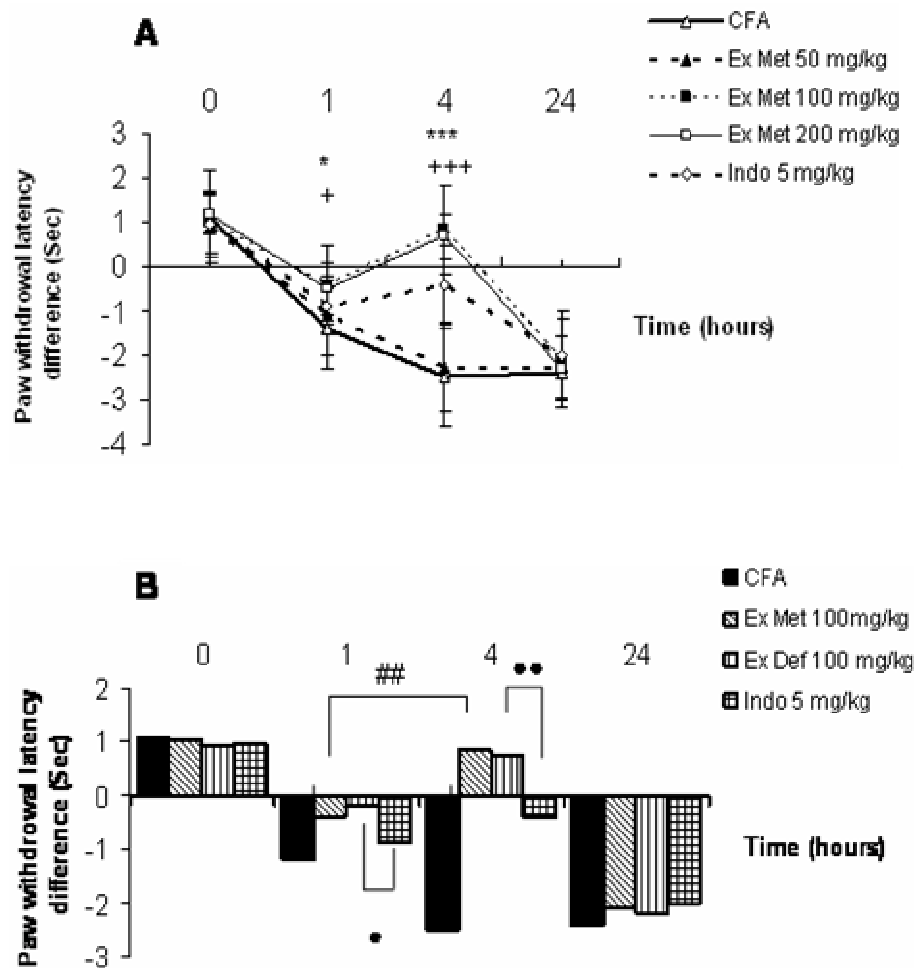 A
CFA
Ex Met 50 mg/kg
Ex Met 100 mg/kg
Ex Met 200 mg/kg
Indo 5 mg/kg
0 1 4 24
* ***
+ +++
3
2
1
0
-1
-2
-3
-4
Paw withdrowal latency
difference (Sec)
Time (hours)
B
CFA
Ex Met 100mg/kg
Ex Def 100 mg/kg
Indo 5 mg/kg
0 1 4 24
## ●●
2
1
0
-1
-2
-3
Paw withdrowal latency
difference (Sec)
Time (hours)
●